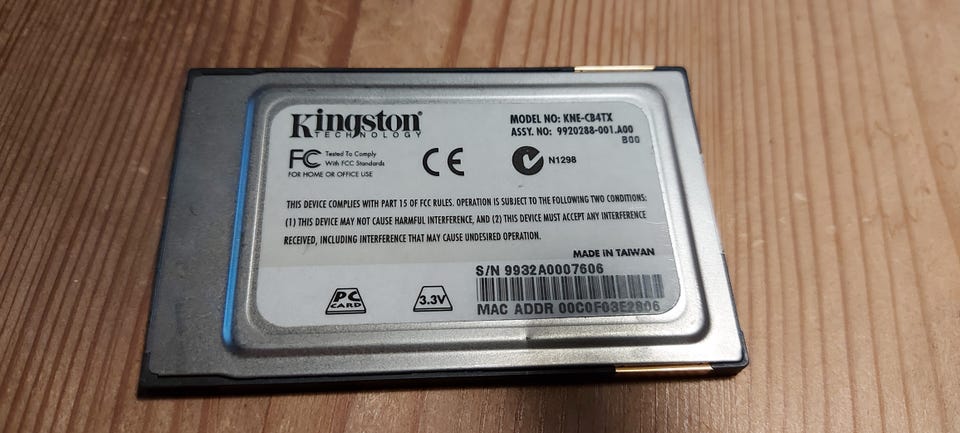 Kingston
TECHNOLOGY
MODEL NO: KNE-CB4TX
ASSY. NO: 9920288-001.A00
B00
FC Tested To Comply
With FCC Standards
FOR HOME OR OFFICE USE
CE
N1298
THIS DEVICE COMPLIES WITH PART 15 OF FCC RULES. OPERATION IS SUBJECT TO THE FOLLOWING TWO CONDITIONS:
(1) THIS DEVICE MAY NOT CAUSE HARMFUL INTERFERENCE, AND (2) THIS DEVICE MUST ACCEPT ANY INTERFERENCE
RECEIVED, INCLUDING INTERFERENCE THAT MAY CAUSE UNDESIRED OPERATION.
MADE IN TAIWAN
S/N 9932A0007606
PC
CARD
3.3V
MAC ADDR 00C0F03E2806